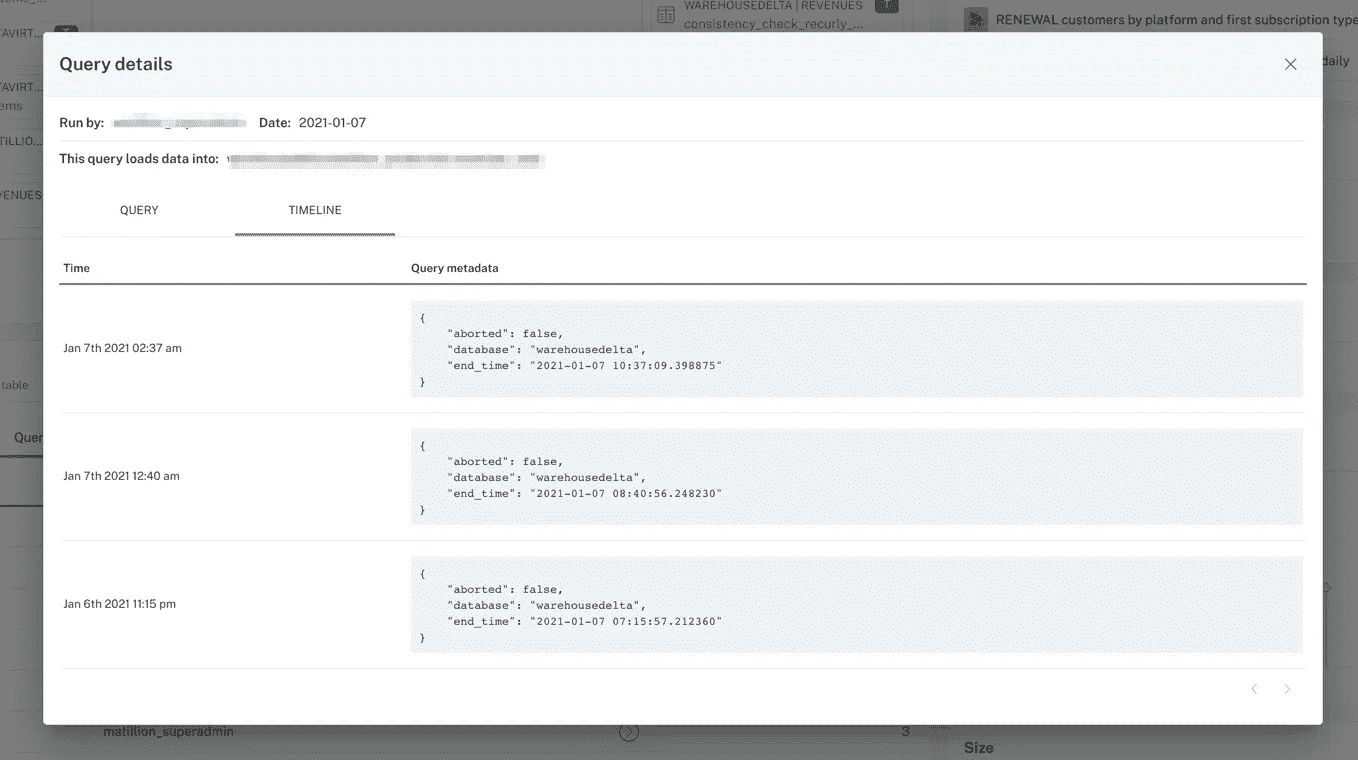 WAREHOUSEDELTA | REVENUES
consistency_check_recurly_...
RENEWAL customers by platform and first subscription type
TAVIRT...
TAVIRT...
ems
TILLIO...
VENUES
daily
Query details
Run by:
Date: 2021-01-07
This query loads data into:
QUERY TIMELINE
Time Query metadata
Jan 7th 2021 02:37 am
{
"aborted": false,
"database": "warehousedelta",
"end_time": "2021-01-07 10:37:09.398875"
}
Jan 7th 2021 12:40 am
{
"aborted": false,
"database": "warehousedelta",
"end_time": "2021-01-07 08:40:56.248230"
}
Jan 6th 2021 11:15 pm
{
"aborted": false,
"database": "warehousedelta",
"end_time": "2021-01-07 07:15:57.212360"
}
table
Quer
matillion_superadmin 3
Size